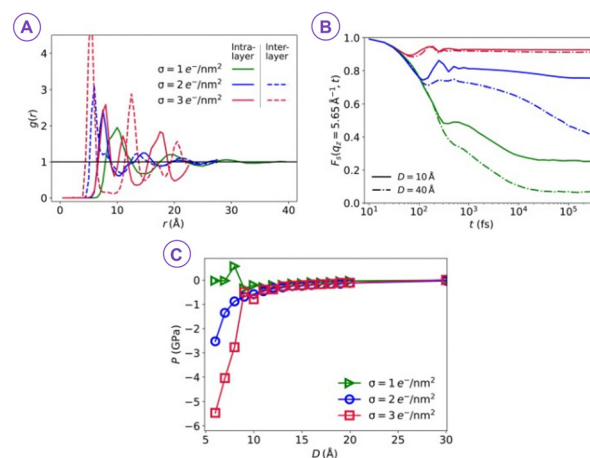 A
Intra-
layer
Inter-
layer
σ = 1 e⁻/nm²
σ = 2 e⁻/nm²
σ = 3 e⁻/nm²
g(r)
4
3
2
1
0
0 10 20 30 40
r (Å)
B
Fₛ(q₂ = 5.65 Å⁻¹, t)
1.0
0.8
0.6
0.4
0.2
0.0
D = 10 Å
D = 40 Å
10¹ 10² 10³ 10⁴ 10⁵
t (fs)
C
P (GPa)
0
−1
−2
−3
−4
−5
−6
σ = 1 e⁻/nm²
σ = 2 e⁻/nm²
σ = 3 e⁻/nm²
5 10 15 20 25 30
D (Å)